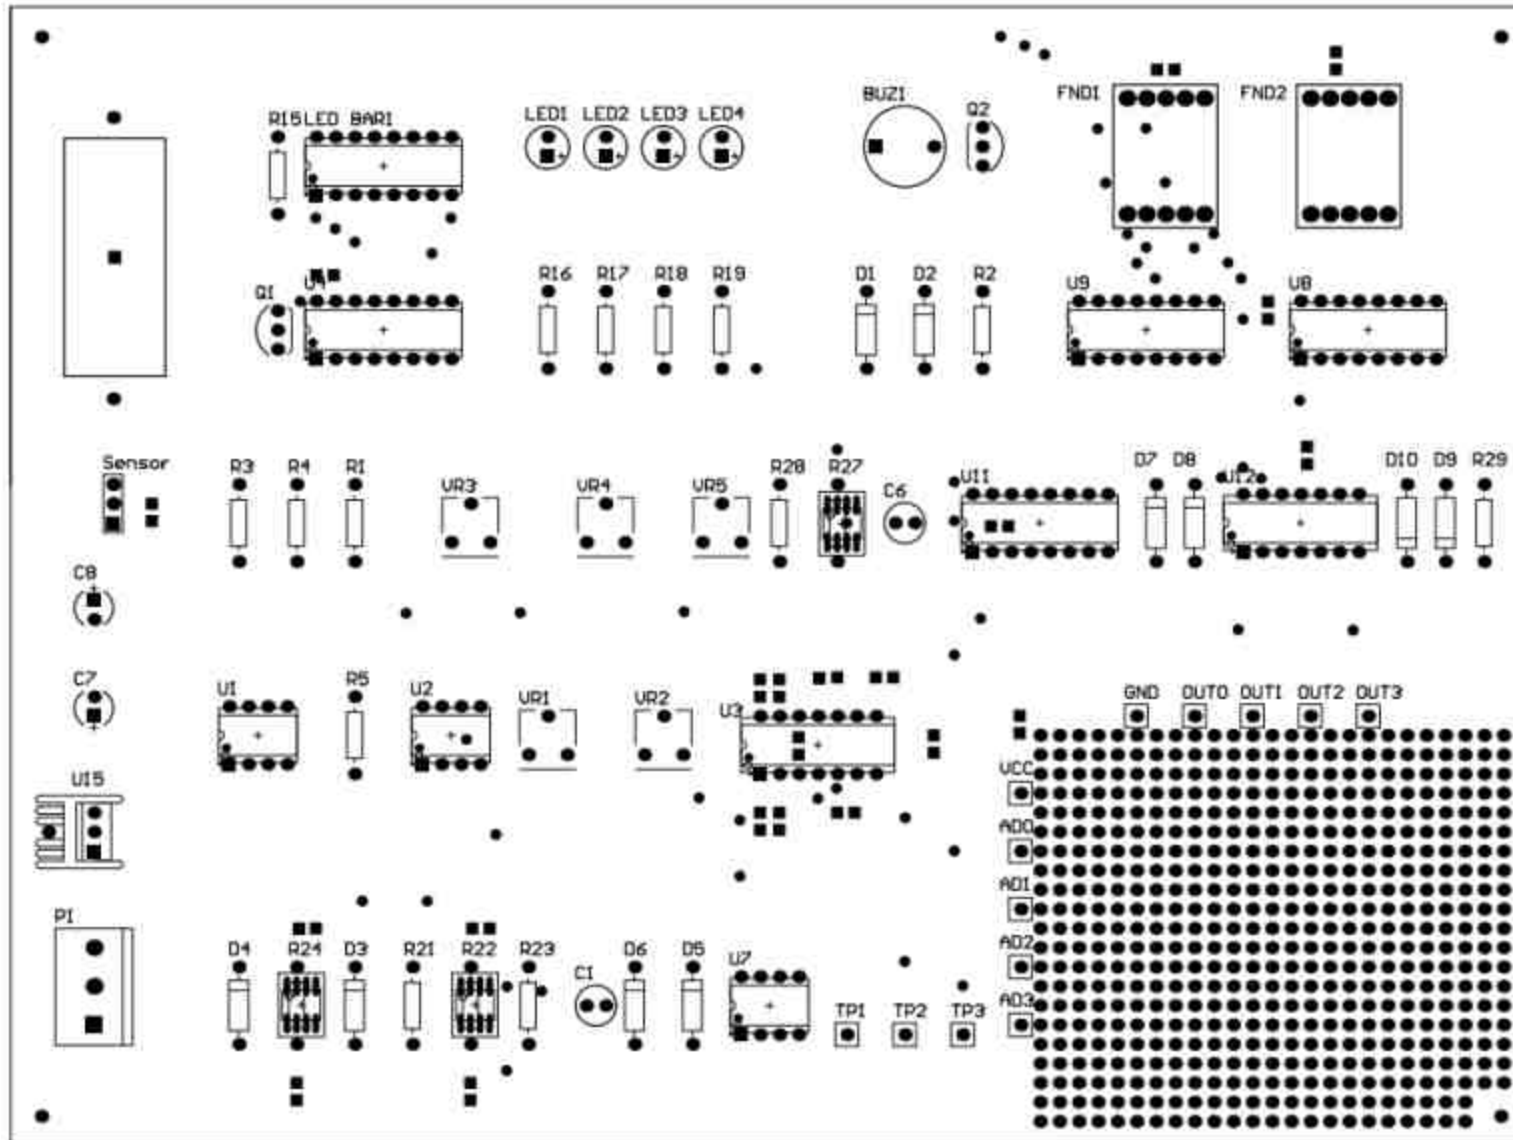 BUZ1
FND1
FND2
R15
LED BAR1
LED1
LED2
LED3
LED4
Q2
Q1
U4
R16
R17
R18
R19
D1
D2
R2
U9
U8
Sensor
R3
R4
R1
VR3
VR4
VR5
R28
R27
C6
U11
D7
D8
U12
D10
D9
R29
C8
C7
U1
R5
U2
VR1
VR2
U3
GND
OUT0
OUT1
OUT2
OUT3
U15
VCC
AD0
AD1
AD2
AD3
P1
D4
R24
D3
R21
R22
R23
C1
D6
D5
U7
TP1
TP2
TP3